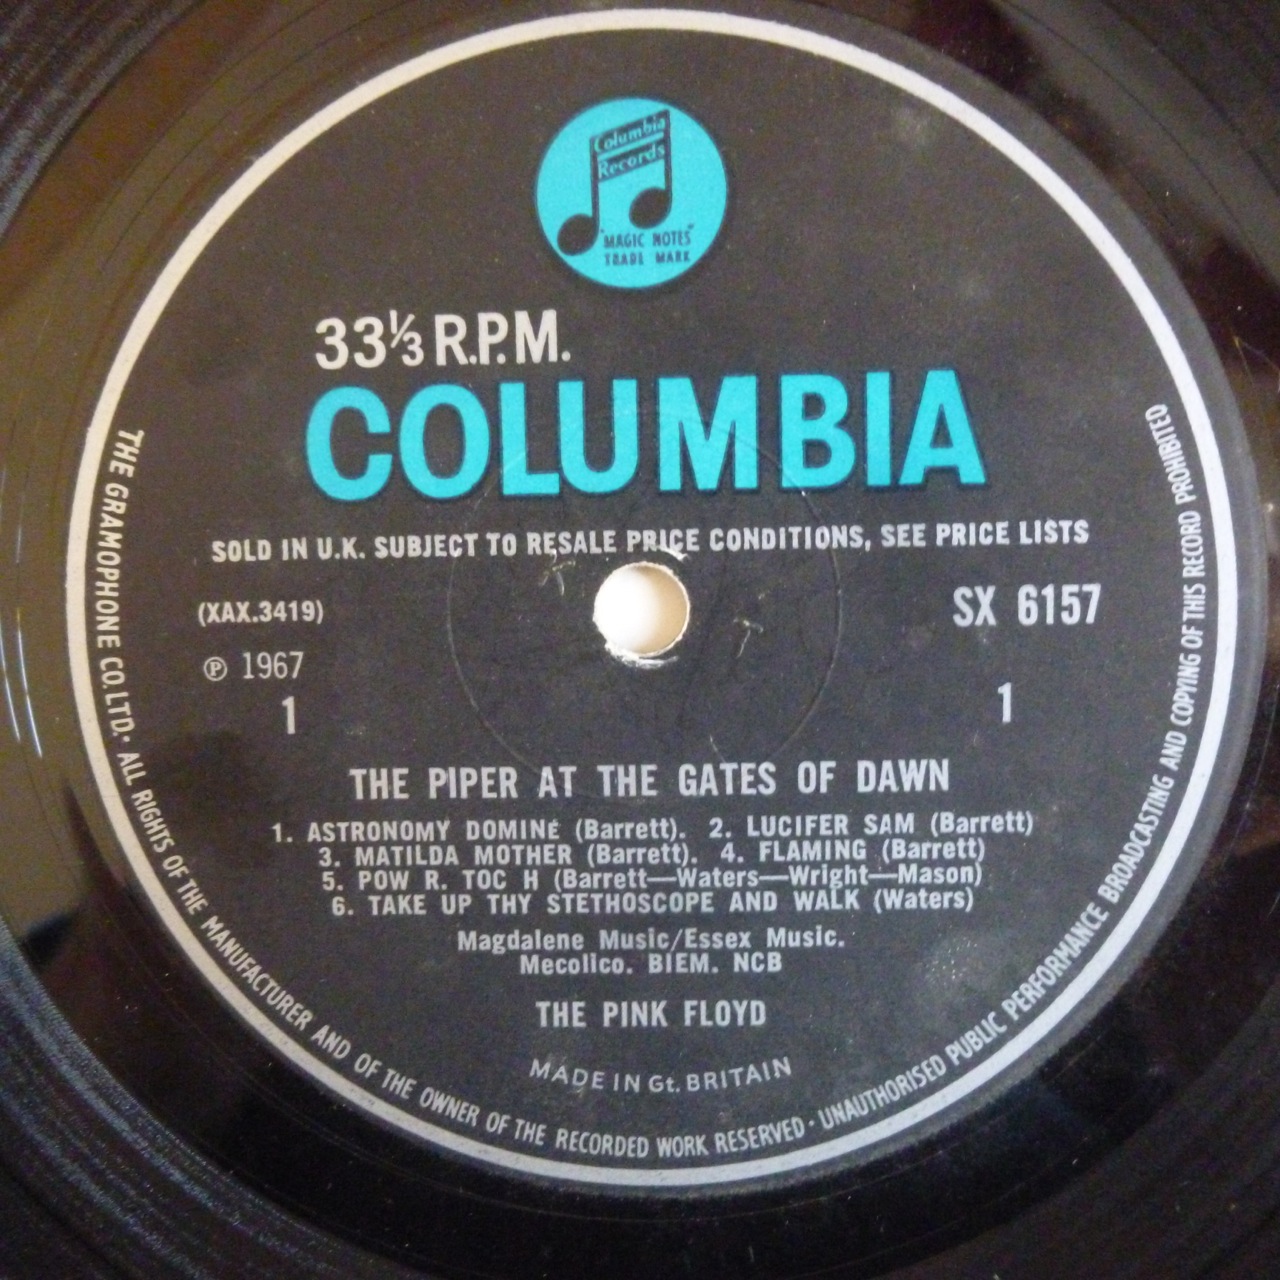 Columbia
Records
"MAGIC NOTES"
TRADE MARK
33⅓ R.P.M.
COLUMBIA
SOLD IN U.K. SUBJECT TO RESALE PRICE CONDITIONS, SEE PRICE LISTS
(XAX.3419)
SX 6157
℗ 1967
1
1
THE PIPER AT THE GATES OF DAWN
1. ASTRONOMY DOMINÉ (Barrett). 2. LUCIFER SAM (Barrett)
3. MATILDA MOTHER (Barrett). 4. FLAMING (Barrett)
5. POW R. TOC H (Barrett—Waters—Wright—Mason)
6. TAKE UP THY STETHOSCOPE AND WALK (Waters)
Magdalene Music/Essex Music.
Mecolico. BIEM. NCB
THE PINK FLOYD
MADE IN Gt. BRITAIN
THE GRAMOPHONE CO. LTD. · ALL RIGHTS OF THE MANUFACTURER AND OF THE OWNER OF THE RECORDED WORK RESERVED · UNAUTHORISED PUBLIC PERFORMANCE BROADCASTING AND COPYING OF THIS RECORD PROHIBITED